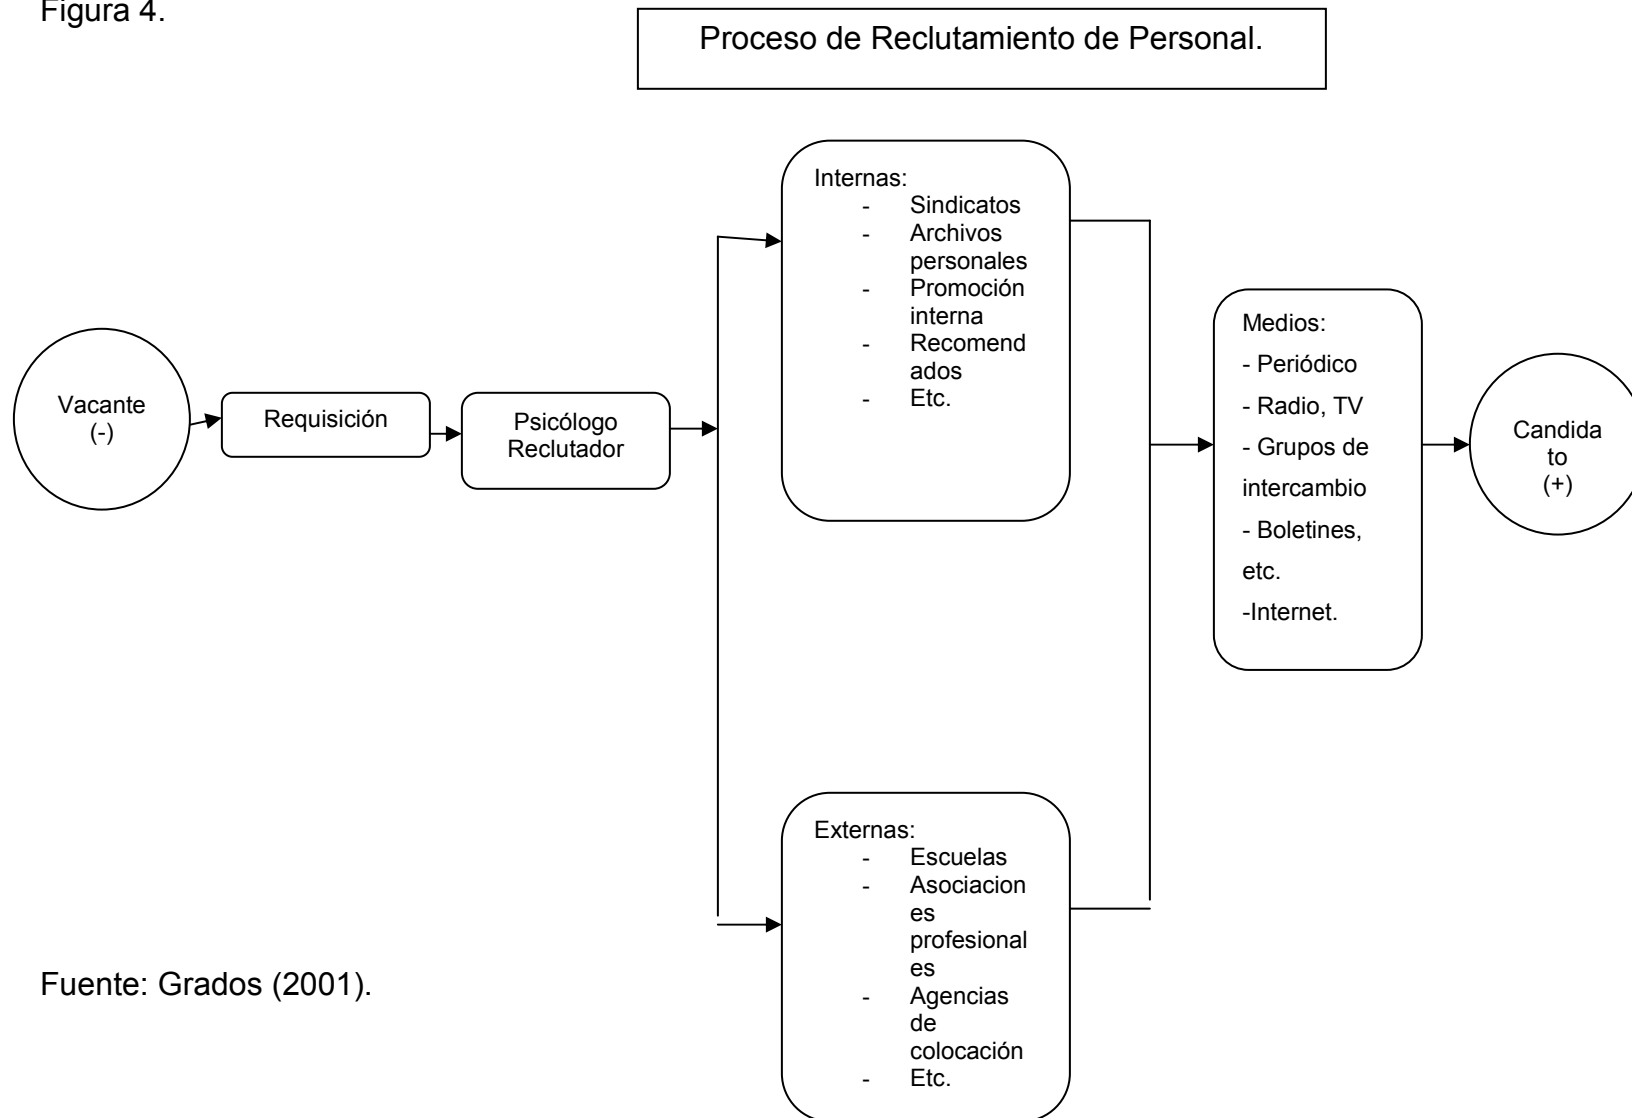 Figura 4.
Proceso de Reclutamiento de Personal.
Vacante
(-)
Requisición
Psicólogo
Reclutador
Internas:
- Sindicatos
- Archivos
personales
- Promoción
interna
- Recomend
ados
- Etc.
Externas:
- Escuelas
- Asociacion
es
profesional
es
- Agencias
de
colocación
- Etc.
Medios:
- Periódico
- Radio, TV
- Grupos de
intercambio
- Boletines,
etc.
-Internet.
Candida
to
(+)
Fuente: Grados (2001).